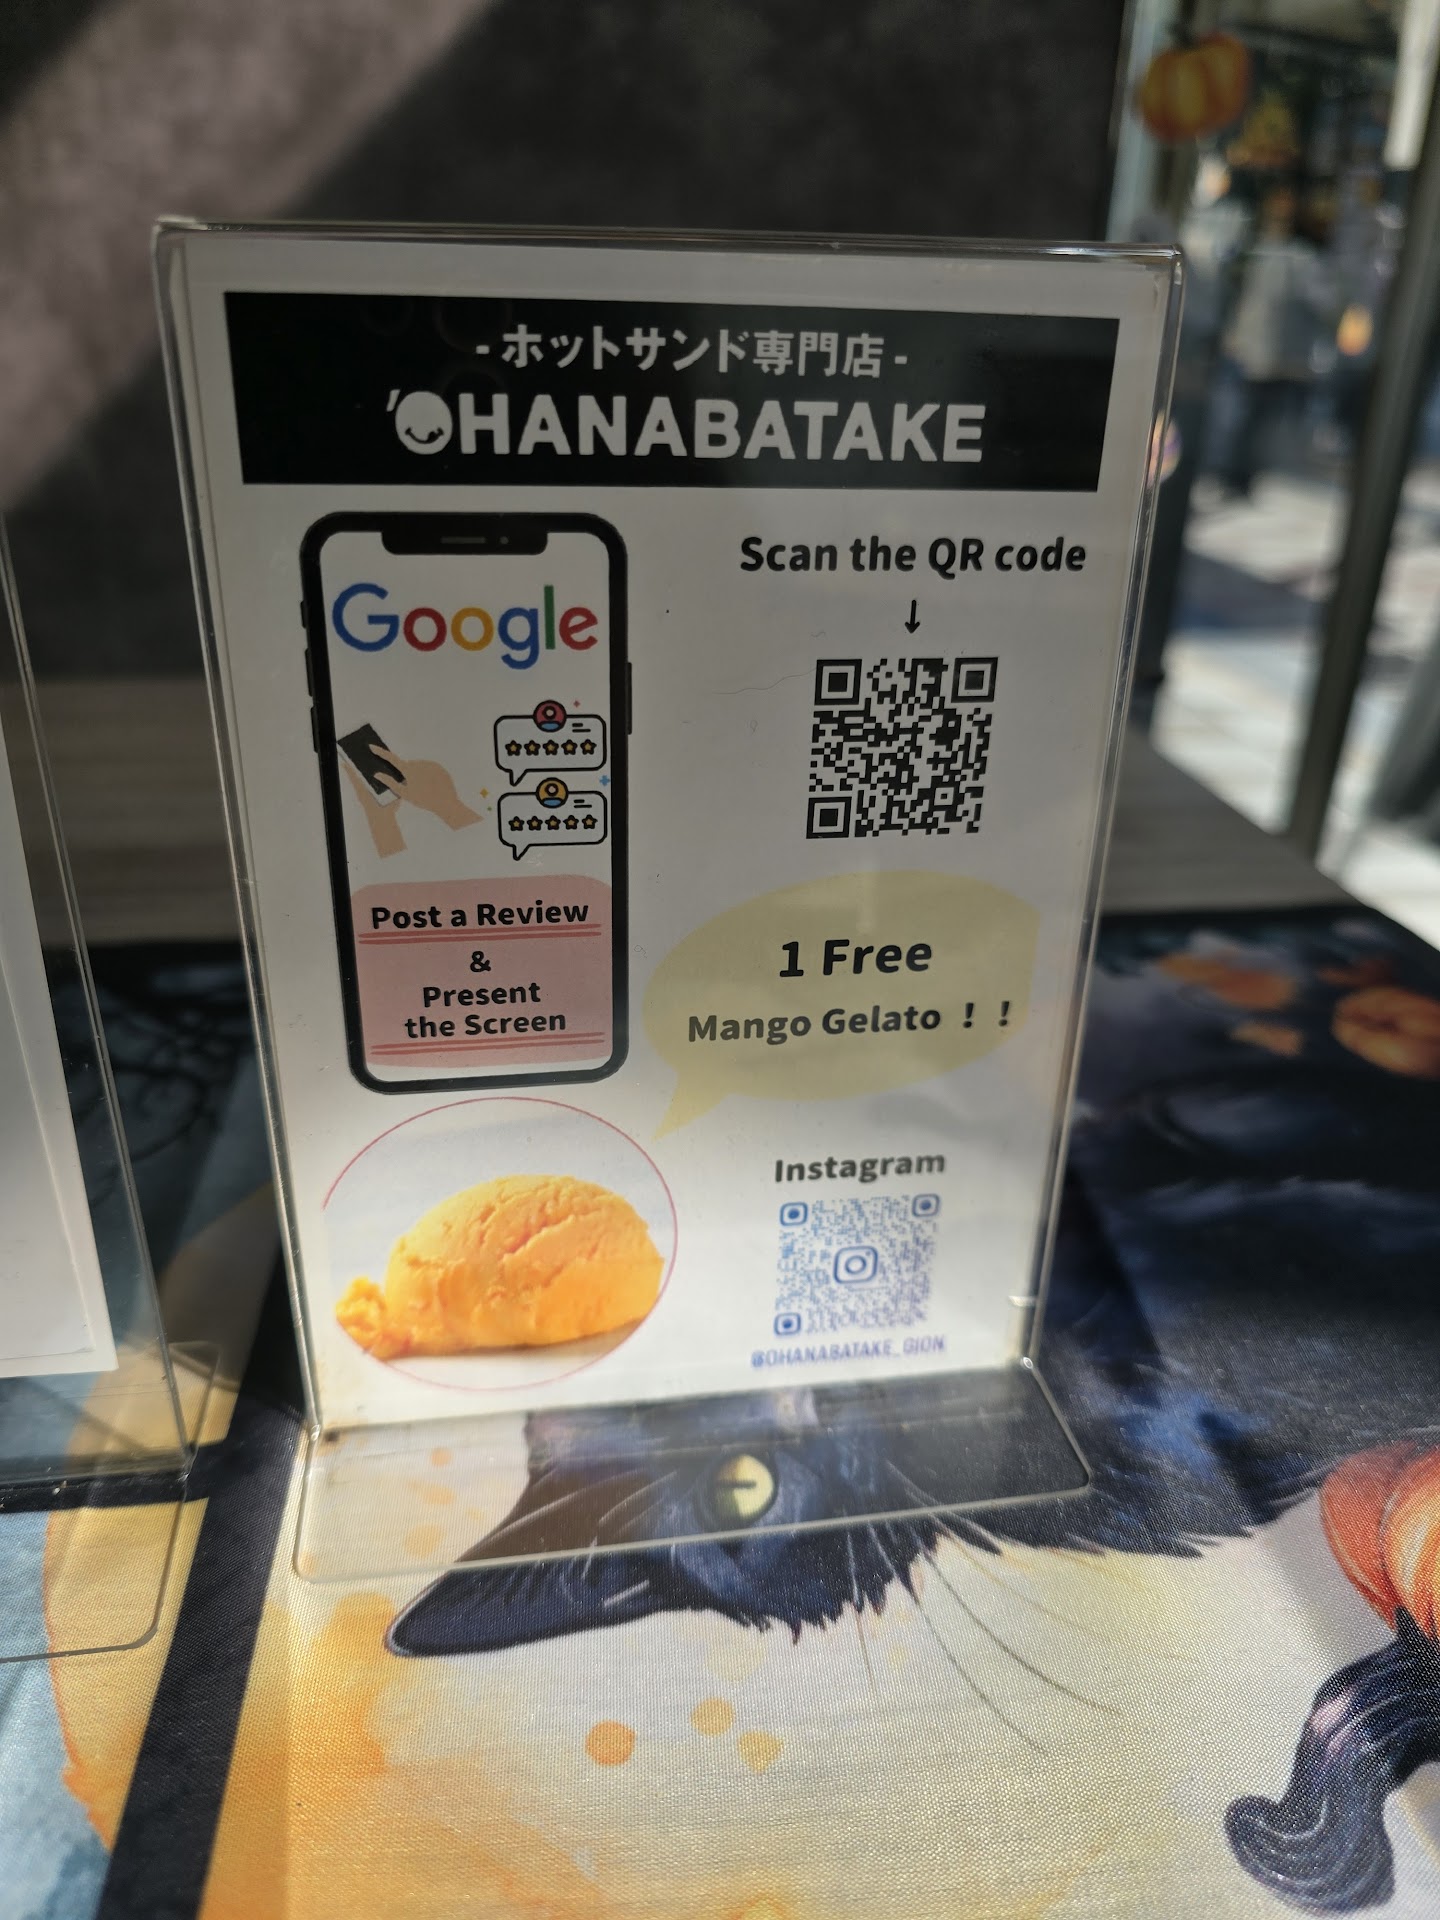 - ホットサンド専門店 -
'OHANABATAKE
Google
Post a Review
&
Present
the Screen
Scan the QR code
↓
1 Free
Mango Gelato！！
Instagram
@OHANABATAKE_GION